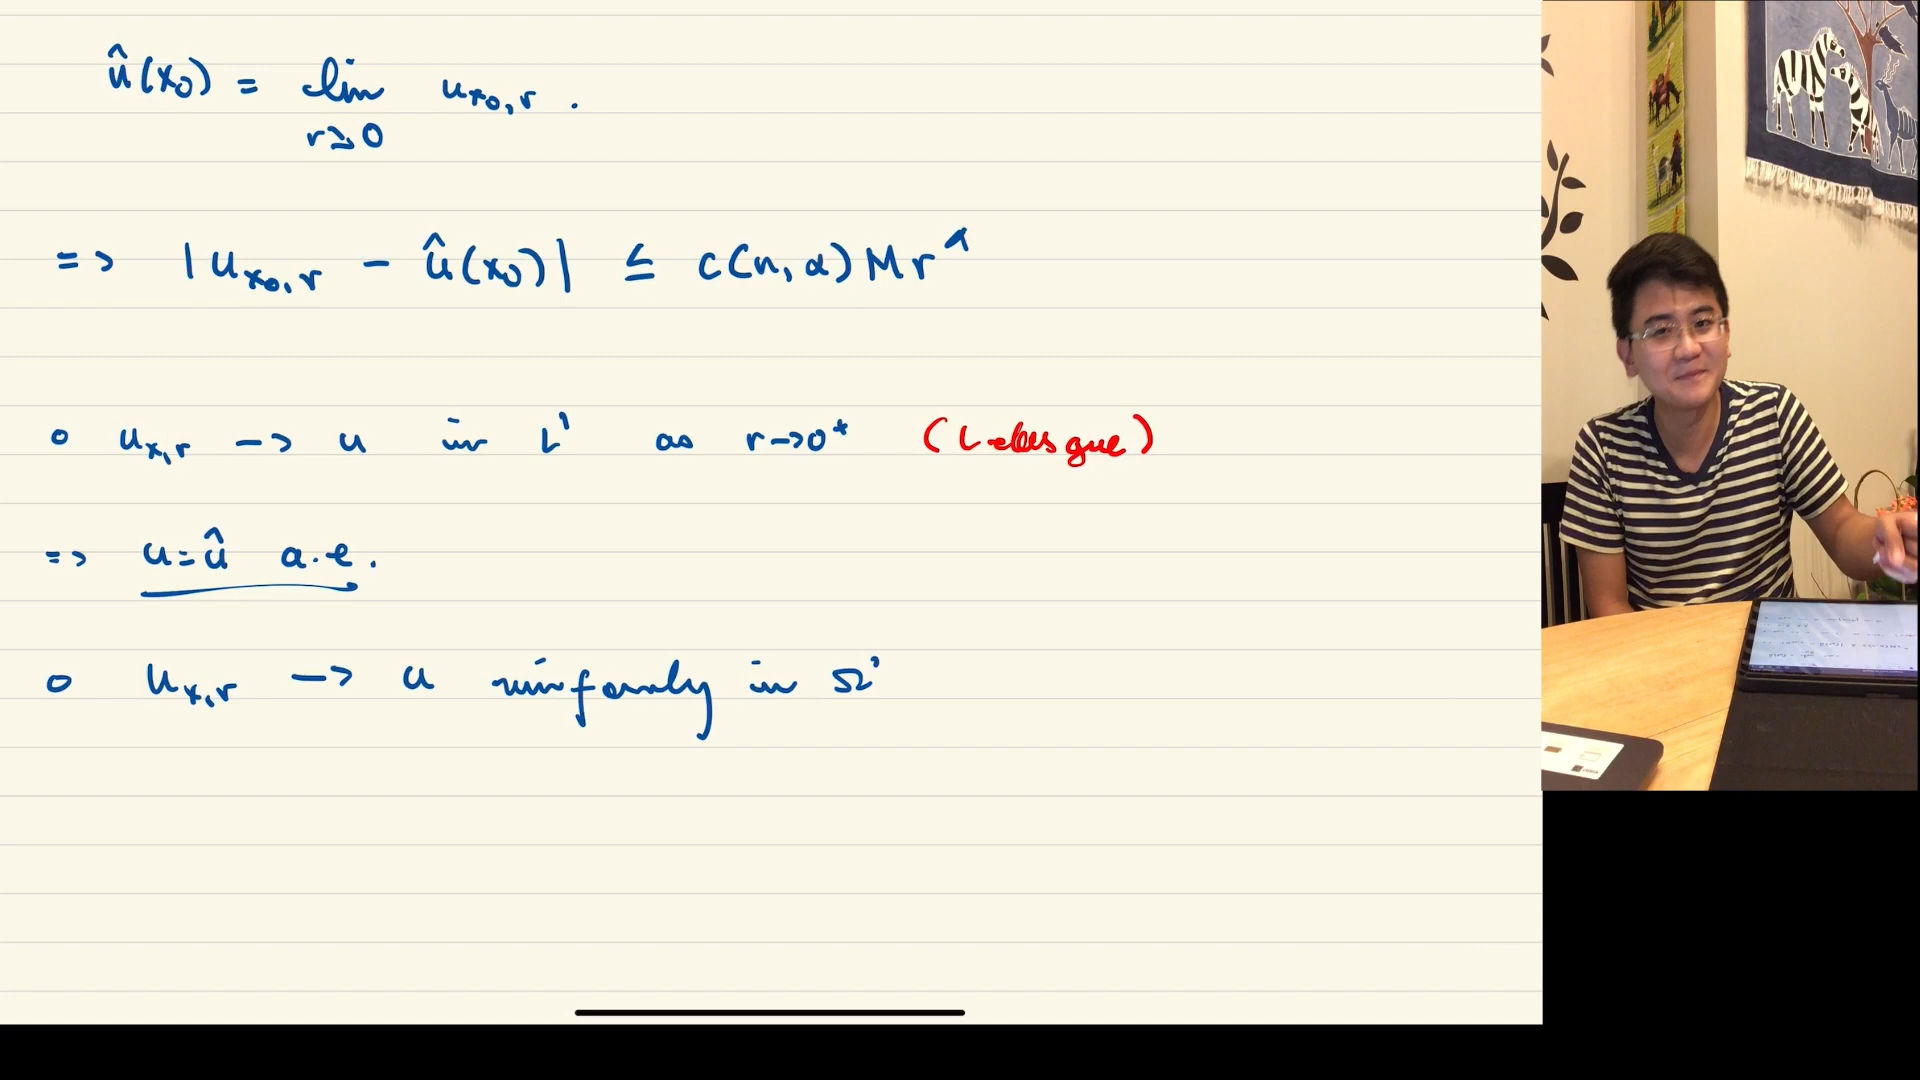 û(x₀) = lim u_{x₀,r} .
r↘0
=> |u_{x₀,r} - û(x₀)| ≤ c(n,α) M r^α
o u_{x,r} -> u in L¹ as r->0⁺ (Lebesgue)
=> u=û a.e.
o u_{x,r} -> u uniformly in Ω'